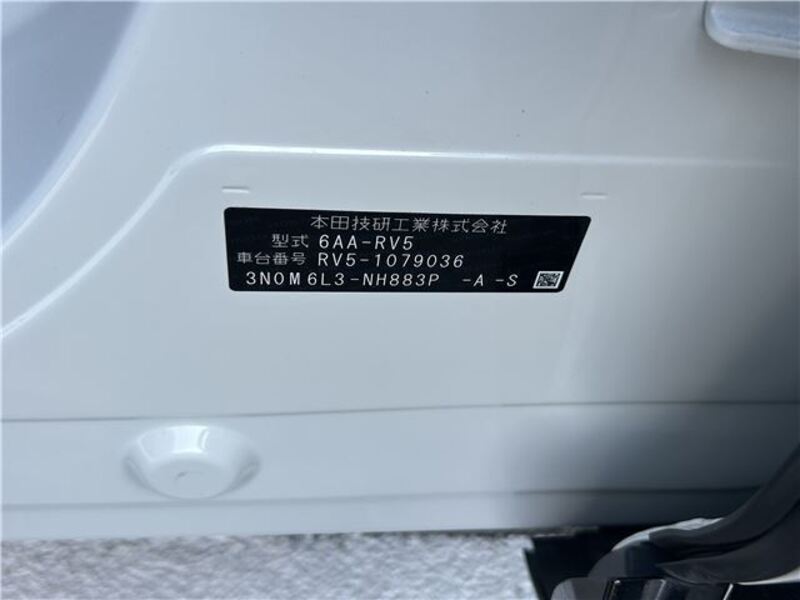 本田技研工業株式会社
型式 6AA-RV5
車台番号 RV5-1079036
3N0M6L3-NH883P -A -S